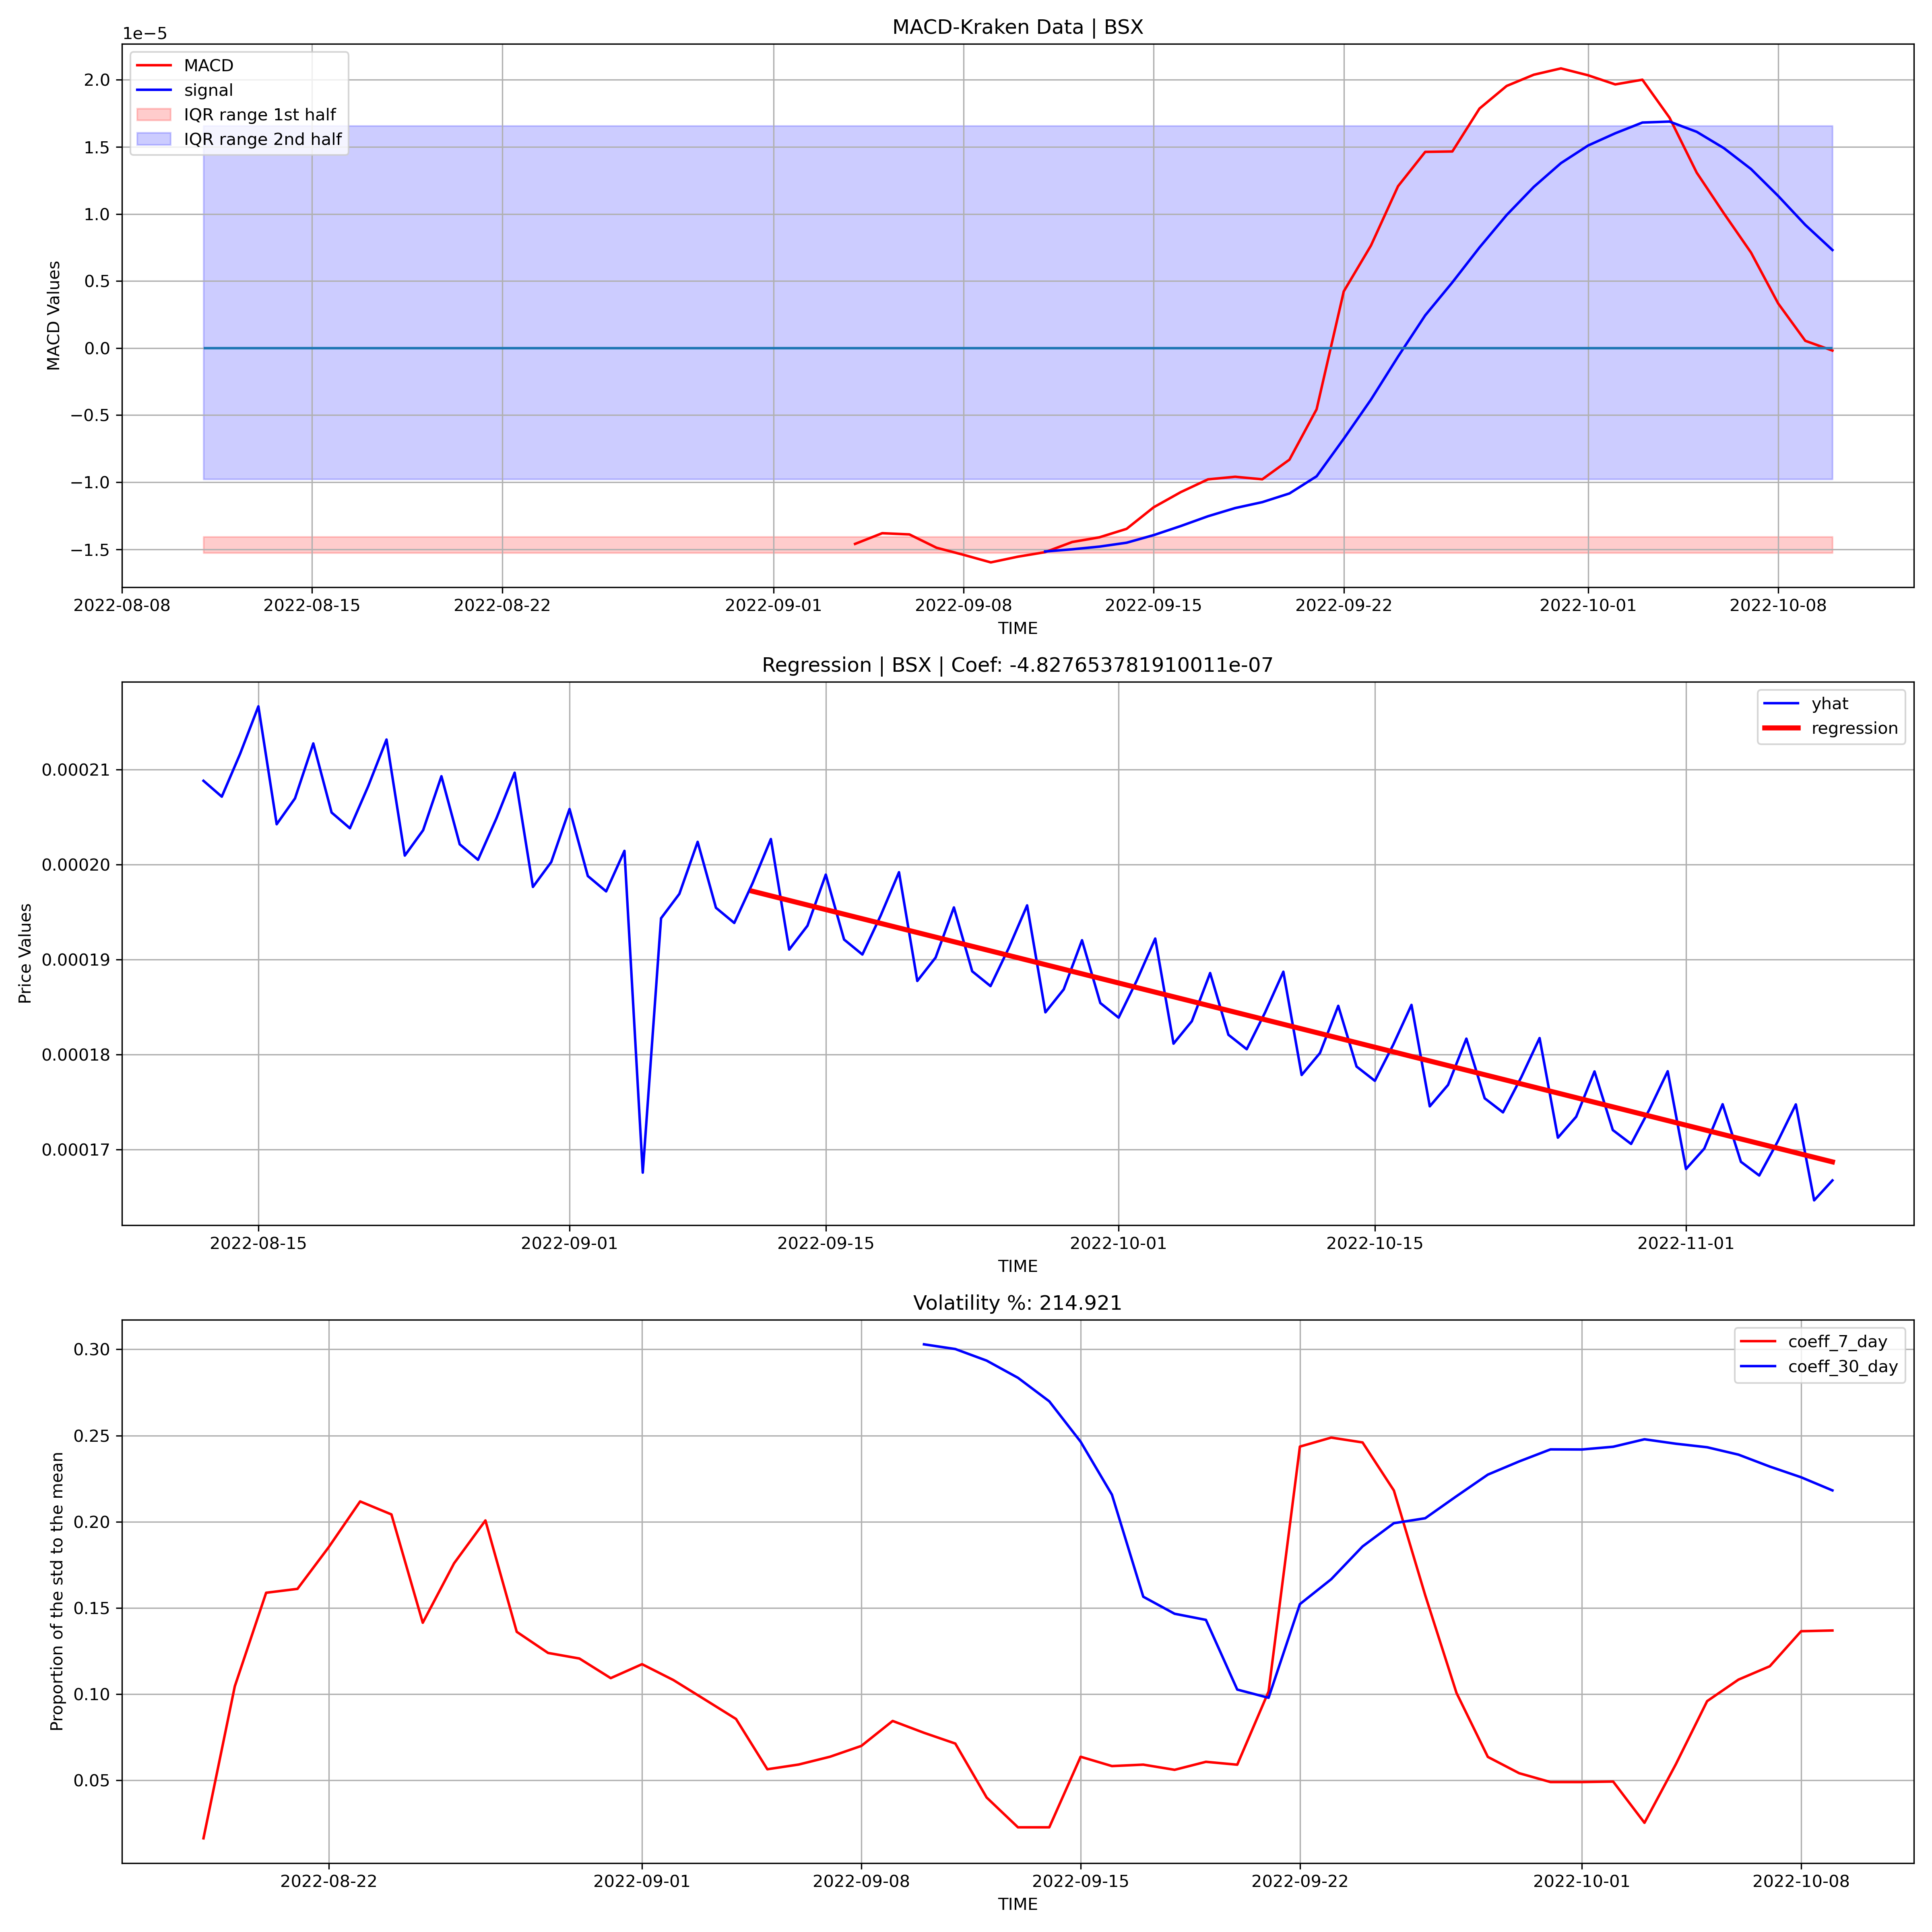 MACD-Kraken Data | BSX
1e−5
MACD
signal
IQR range 1st half
IQR range 2nd half
MACD Values
2.0
1.5
1.0
0.5
0.0
−0.5
−1.0
−1.5
2022-08-08 2022-08-15 2022-08-22 2022-09-01 2022-09-08 2022-09-15 2022-09-22 2022-10-01 2022-10-08
TIME
Regression | BSX | Coef: -4.827653781910011e-07
yhat
regression
Price Values
0.00021
0.00020
0.00019
0.00018
0.00017
2022-08-15 2022-09-01 2022-09-15 2022-10-01 2022-10-15 2022-11-01
TIME
Volatility %: 214.921
coeff_7_day
coeff_30_day
Proportion of the std to the mean
0.30
0.25
0.20
0.15
0.10
0.05
2022-08-22 2022-09-01 2022-09-08 2022-09-15 2022-09-22 2022-10-01 2022-10-08
TIME